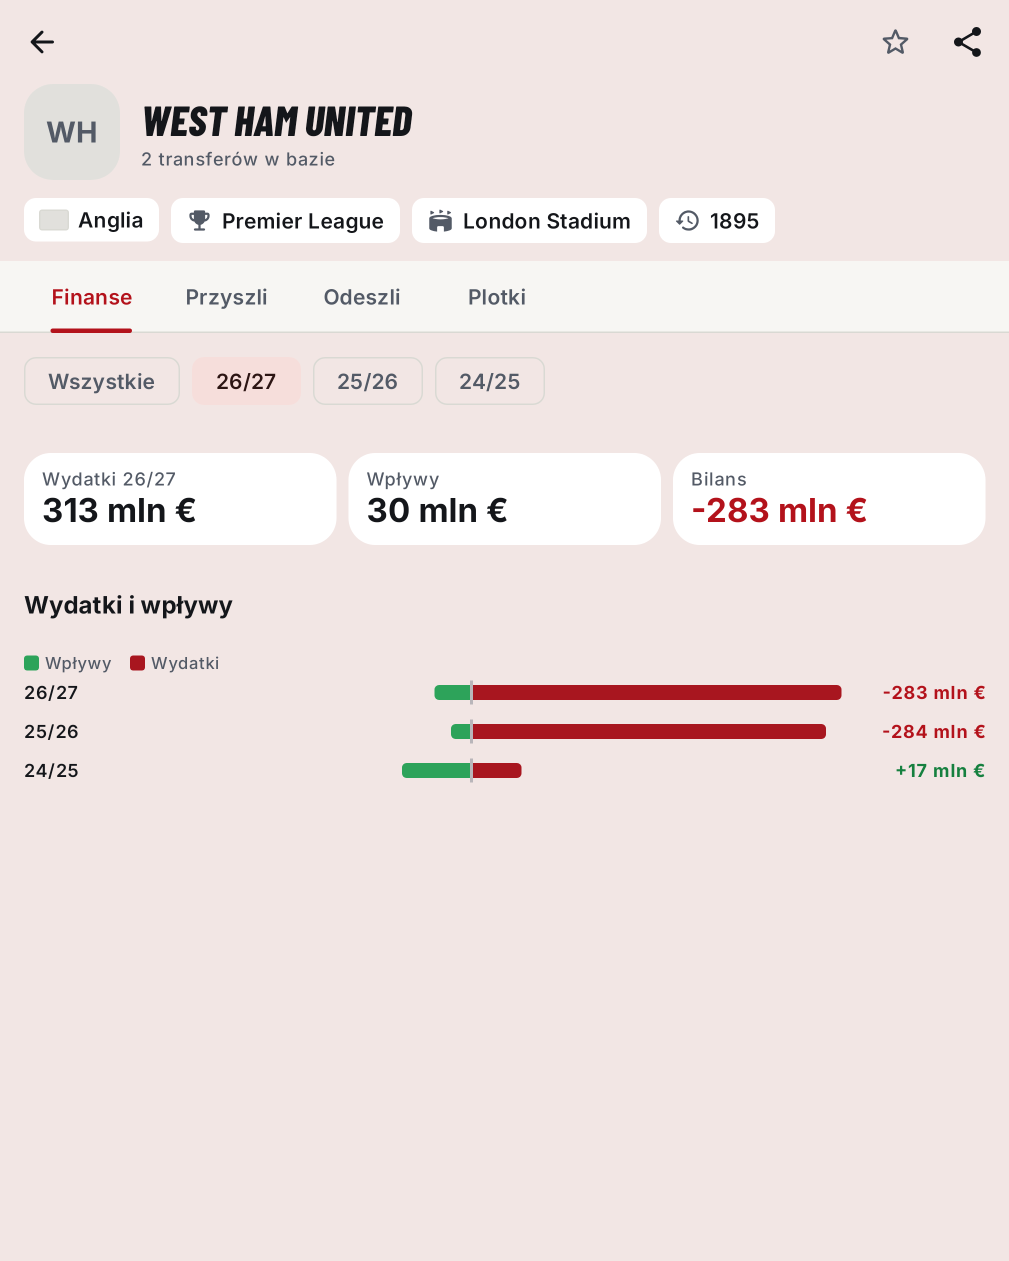 WH
WEST HAM UNITED
2 transferów w bazie
Anglia
Premier League
London Stadium
1895
Finanse
Przyszli
Odeszli
Plotki
Wszystkie
26/27
25/26
24/25
Wydatki 26/27
313 mln €
Wpływy
30 mln €
Bilans
-283 mln €
Wydatki i wpływy
Wpływy
Wydatki
26/27
-283 mln €
25/26
-284 mln €
24/25
+17 mln €